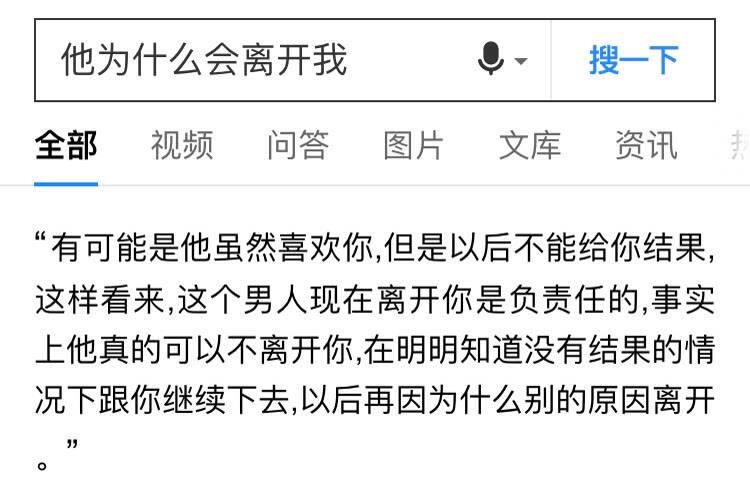 他为什么会离开我 搜一下
全部 视频 问答 图片 文库 资讯
“有可能是他虽然喜欢你,但是以后不能给你结果,
这样看来,这个男人现在离开你是负责任的,事实
上他真的可以不离开你,在明明知道没有结果的情
况下跟你继续下去,以后再因为什么别的原因离开
。”